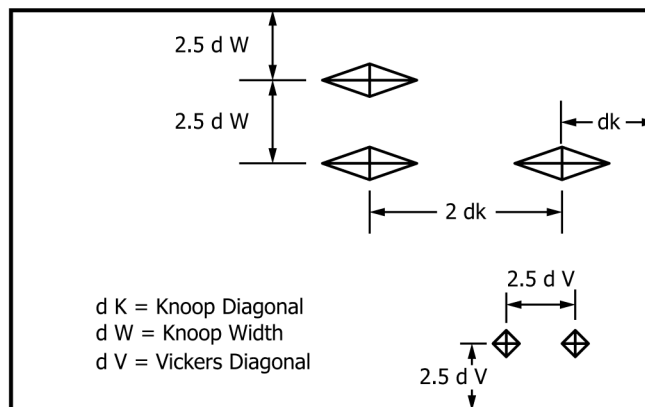 2.5 d W
2.5 d W
dk
2 dk
2.5 d V
d K = Knoop Diagonal
d W = Knoop Width
d V = Vickers Diagonal
2.5 d V